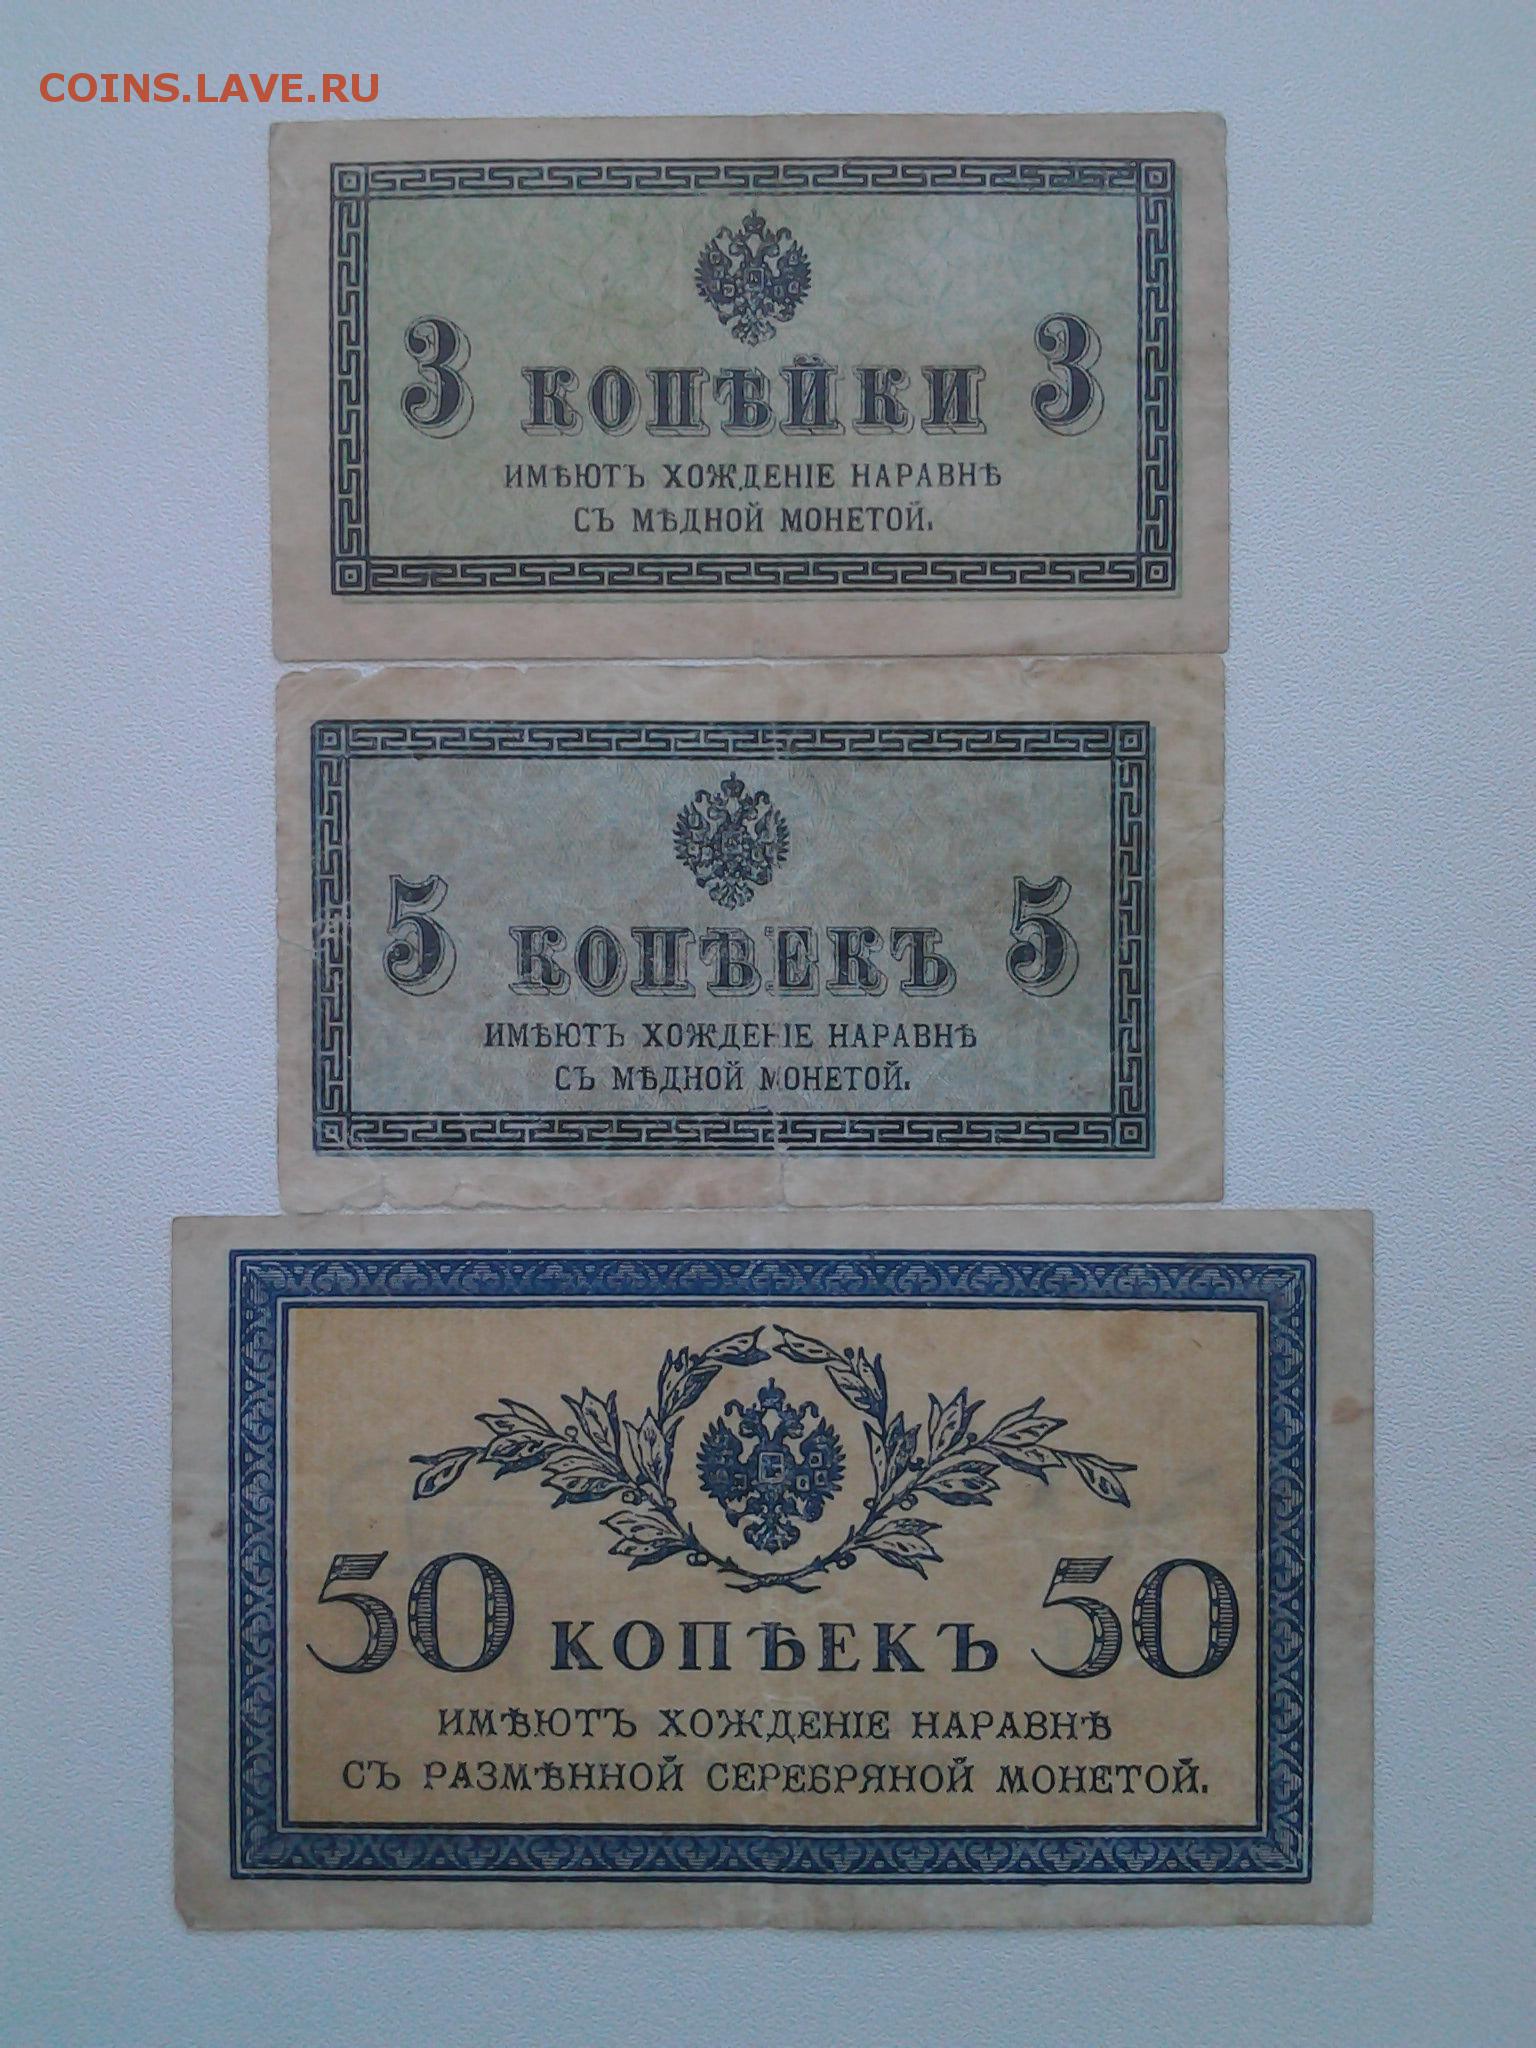 COINS.LAVE.RU
3 КОПѢЙКИ 3
ИМѢЮТЪ ХОЖДЕНІЕ НАРАВНѢ
СЪ МѢДНОЙ МОНЕТОЙ.
5 КОПѢЕКЪ 5
ИМѢЮТЪ ХОЖДЕНІЕ НАРАВНѢ
СЪ МѢДНОЙ МОНЕТОЙ.
50 КОПѢЕКЪ 50
ИМѢЮТЪ ХОЖДЕНІЕ НАРАВНѢ
СЪ РАЗМѢННОЙ СЕРЕБРЯНОЙ МОНЕТОЙ.